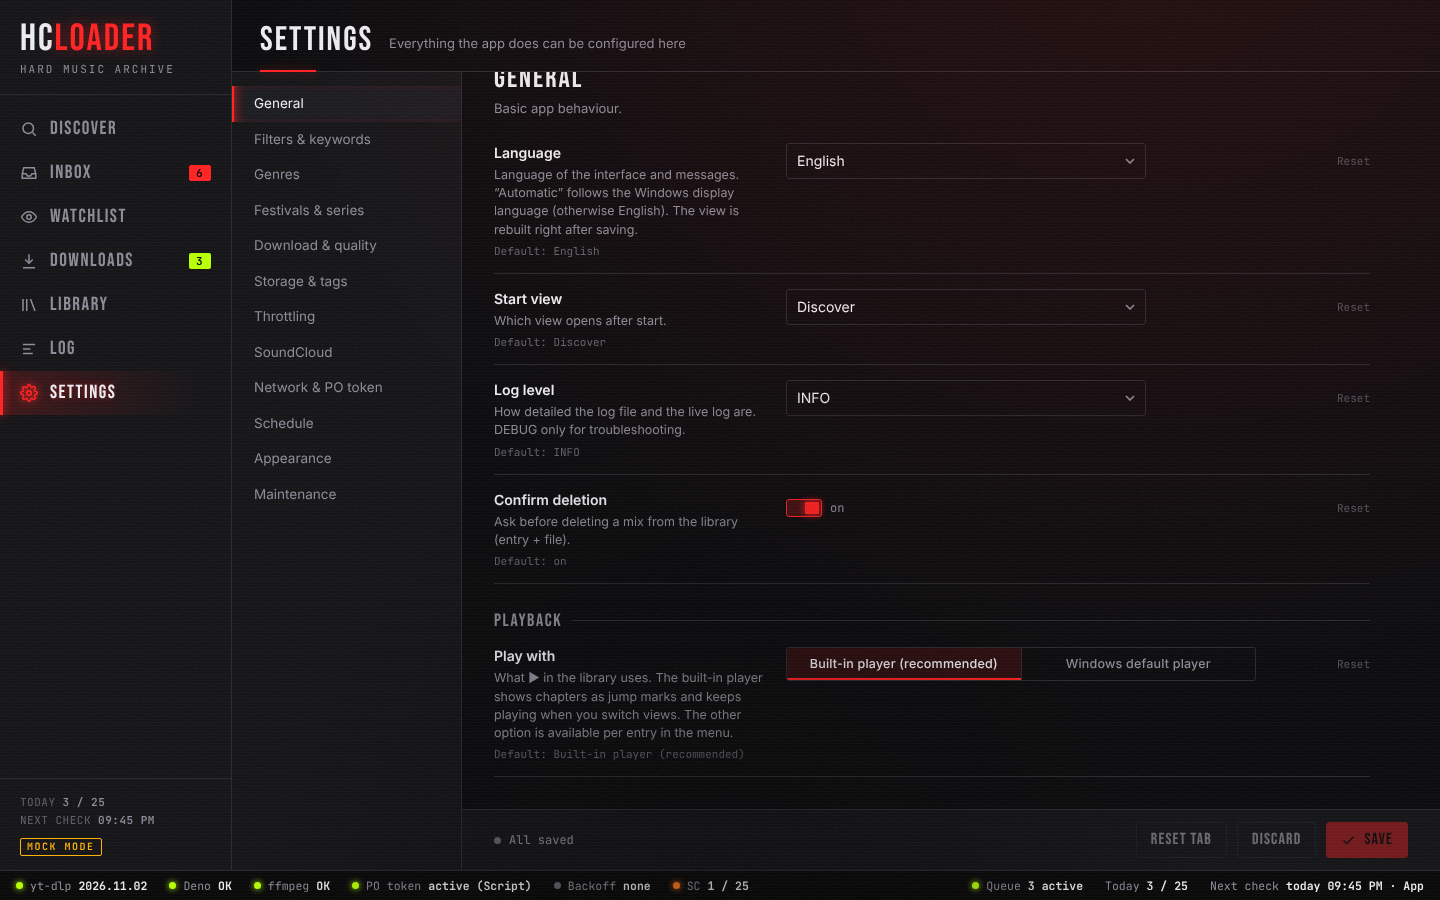 HCLOADER
HARD MUSIC ARCHIVE
DISCOVER
INBOX 6
WATCHLIST
DOWNLOADS 3
LIBRARY
LOG
SETTINGS
TODAY 3 / 25
NEXT CHECK 09:45 PM
MOCK MODE
SETTINGS Everything the app does can be configured here
General
Filters & keywords
Genres
Festivals & series
Download & quality
Storage & tags
Throttling
SoundCloud
Network & PO token
Schedule
Appearance
Maintenance
GENERAL
Basic app behaviour.
Language
Language of the interface and messages.
“Automatic” follows the Windows display
language (otherwise English). The view is
rebuilt right after saving.
Default: English
English
Reset
Start view
Which view opens after start.
Default: Discover
Discover
Reset
Log level
How detailed the log file and the live log are.
DEBUG only for troubleshooting.
Default: INFO
INFO
Reset
Confirm deletion
Ask before deleting a mix from the library
(entry + file).
Default: on
on
Reset
PLAYBACK
Play with
What ▶ in the library uses. The built-in player
shows chapters as jump marks and keeps
playing when you switch views. The other
option is available per entry in the menu.
Default: Built-in player (recommended)
Built-in player (recommended) Windows default player
Reset
All saved
RESET TAB DISCARD SAVE
yt-dlp 2026.11.02 Deno OK ffmpeg OK PO token active (Script) Backoff none SC 1 / 25 Queue 3 active Today 3 / 25 Next check today 09:45 PM · App